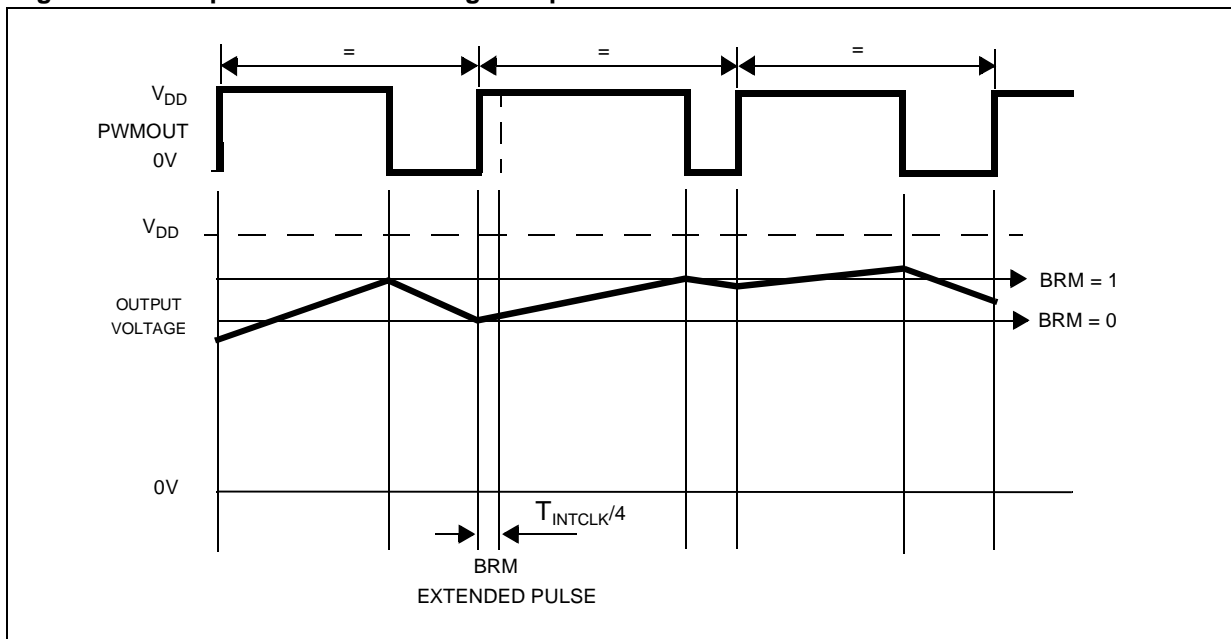 = = =
VDD
PWMOUT
0V
VDD
BRM = 1
OUTPUT
VOLTAGE
BRM = 0
0V
TINTCLK/4
BRM
EXTENDED PULSE